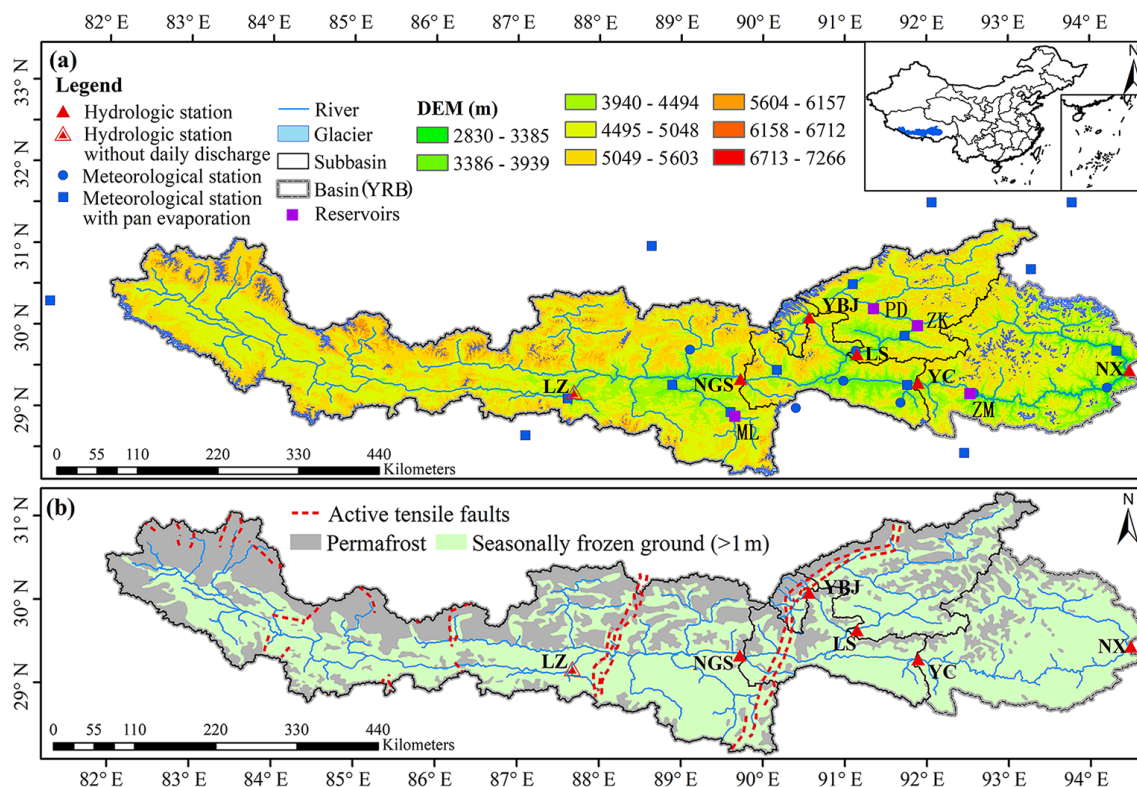 82° E 83° E 84° E 85° E 86° E 87° E 88° E 89° E 90° E 91° E 92° E 93° E 94° E
(a)
Legend
Hydrologic station
Hydrologic station
without daily discharge
Meteorological station
Meteorological station
with pan evaporation
River
Glacier
Subbasin
Basin (YRB)
Reservoirs
DEM (m)
2830 - 3385
3386 - 3939
3940 - 4494
4495 - 5048
5049 - 5603
5604 - 6157
6158 - 6712
6713 - 7266
N
33° N
32° N
31° N
30° N
29° N
YBJ
PD
ZK
LS
NX
LZ
NGS
YC
ZM
ML
0 55 110 220 330 440
Kilometers
(b)
Active tensile faults
Permafrost
Seasonally frozen ground (>1 m)
N
31° N
30° N
29° N
YBJ
LS
NX
LZ
NGS
YC
0 55 110 220 330 440
Kilometers
82° E 83° E 84° E 85° E 86° E 87° E 88° E 89° E 90° E 91° E 92° E 93° E 94° E